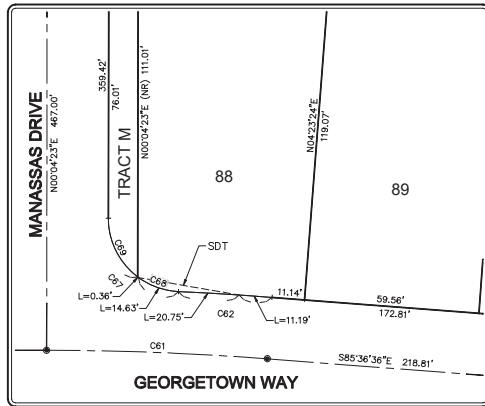 MANASSAS DRIVE
N00°04'23"E 467.00'
359.42'
76.01'
TRACT M
N00°04'23"E (NR) 111.01'
N04°23'24"E
119.07'
88
89
SDT
C69
C67
C68
L=0.36'
L=14.63'
L=20.75'
C62
L=11.19'
11.14'
59.56'
172.81'
C61
S85°36'36"E 218.81'
GEORGETOWN WAY